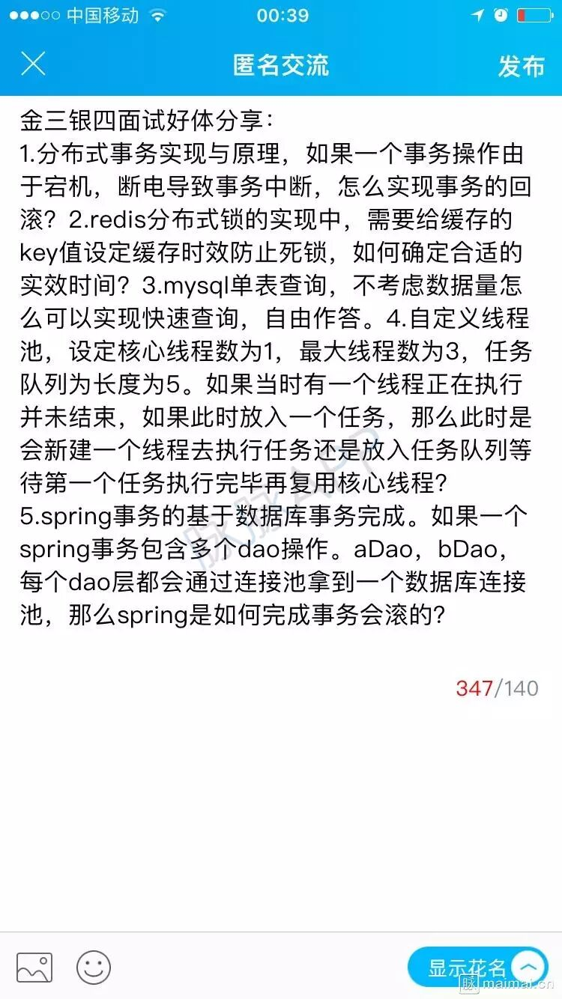 中国移动 00:39
匿名交流 发布
金三银四面试好体分享：
1.分布式事务实现与原理，如果一个事务操作由
于宕机，断电导致事务中断，怎么实现事务的回
滚？2.redis分布式锁的实现中，需要给缓存的
key值设定缓存时效防止死锁，如何确定合适的
实效时间？3.mysql单表查询，不考虑数据量怎
么可以实现快速查询，自由作答。4.自定义线程
池，设定核心线程数为1，最大线程数为3，任务
队列为长度为5。如果当时有一个线程正在执行
并未结束，如果此时放入一个任务，那么此时是
会新建一个线程去执行任务还是放入任务队列等
待第一个任务执行完毕再复用核心线程？
5.spring事务的基于数据库事务完成。如果一个
spring事务包含多个dao操作。aDao，bDao，
每个dao层都会通过连接池拿到一个数据库连接
池，那么spring是如何完成事务会滚的？
脉脉APP
347/140
显示花名
脉 maimai.cn